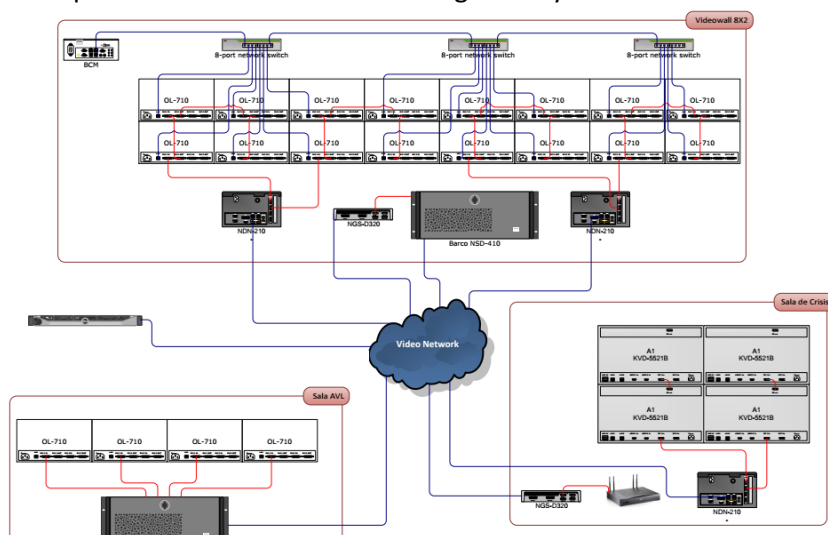 Videowall 8X2
BCM
8-port network switch
8-port network switch
8-port network switch
OL-710 OL-710 OL-710 OL-710 OL-710 OL-710 OL-710 OL-710
OL-710 OL-710 OL-710 OL-710 OL-710 OL-710 OL-710 OL-710
NDN-210
NGS-D320
Barco NSD-410
NDN-210
Video Network
Sala de Crisis
A1
KVD-5521B
A1
KVD-5521B
A1
KVD-5521B
A1
KVD-5521B
NGS-D320
NDN-210
Sala AVL
OL-710 OL-710 OL-710 OL-710